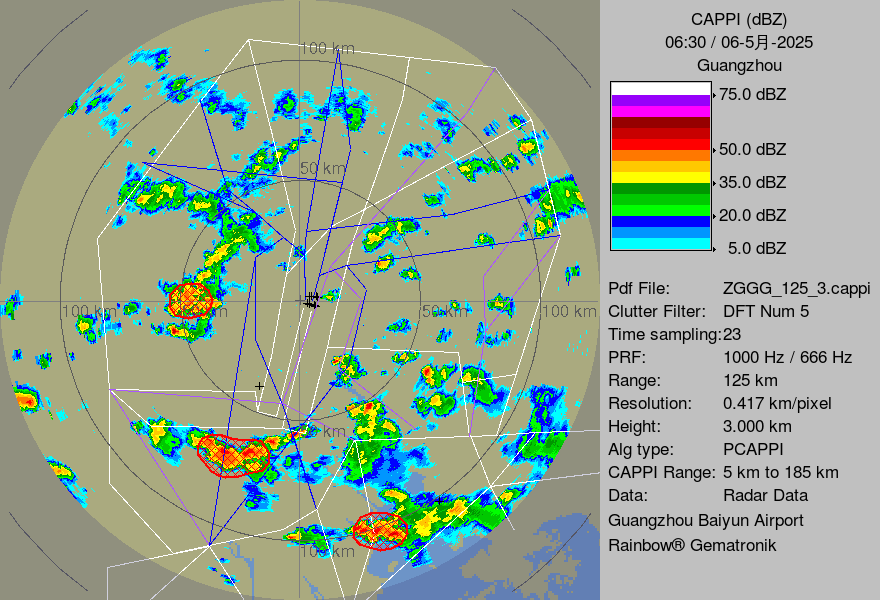 CAPPI (dBZ)
06:30 / 06-5月-2025
Guangzhou
75.0 dBZ
50.0 dBZ
35.0 dBZ
20.0 dBZ
5.0 dBZ
Pdf File: ZGGG_125_3.cappi
Clutter Filter: DFT Num 5
Time sampling:23
PRF: 1000 Hz / 666 Hz
Range: 125 km
Resolution: 0.417 km/pixel
Height: 3.000 km
Alg type: PCAPPI
CAPPI Range: 5 km to 185 km
Data: Radar Data
Guangzhou Baiyun Airport
Rainbow® Gematronik
100 km
50 km
100 km
50 km
100 km
100 km